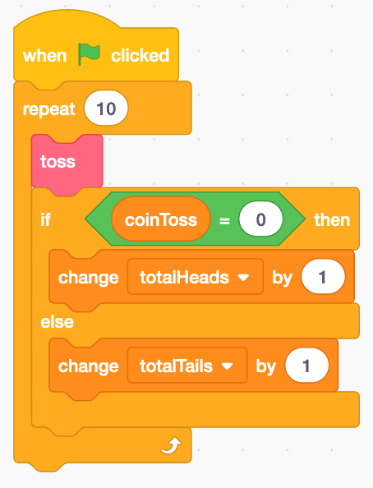 when clicked
repeat 10
toss
if coinToss = 0 then
change totalHeads by 1
else
change totalTails by 1